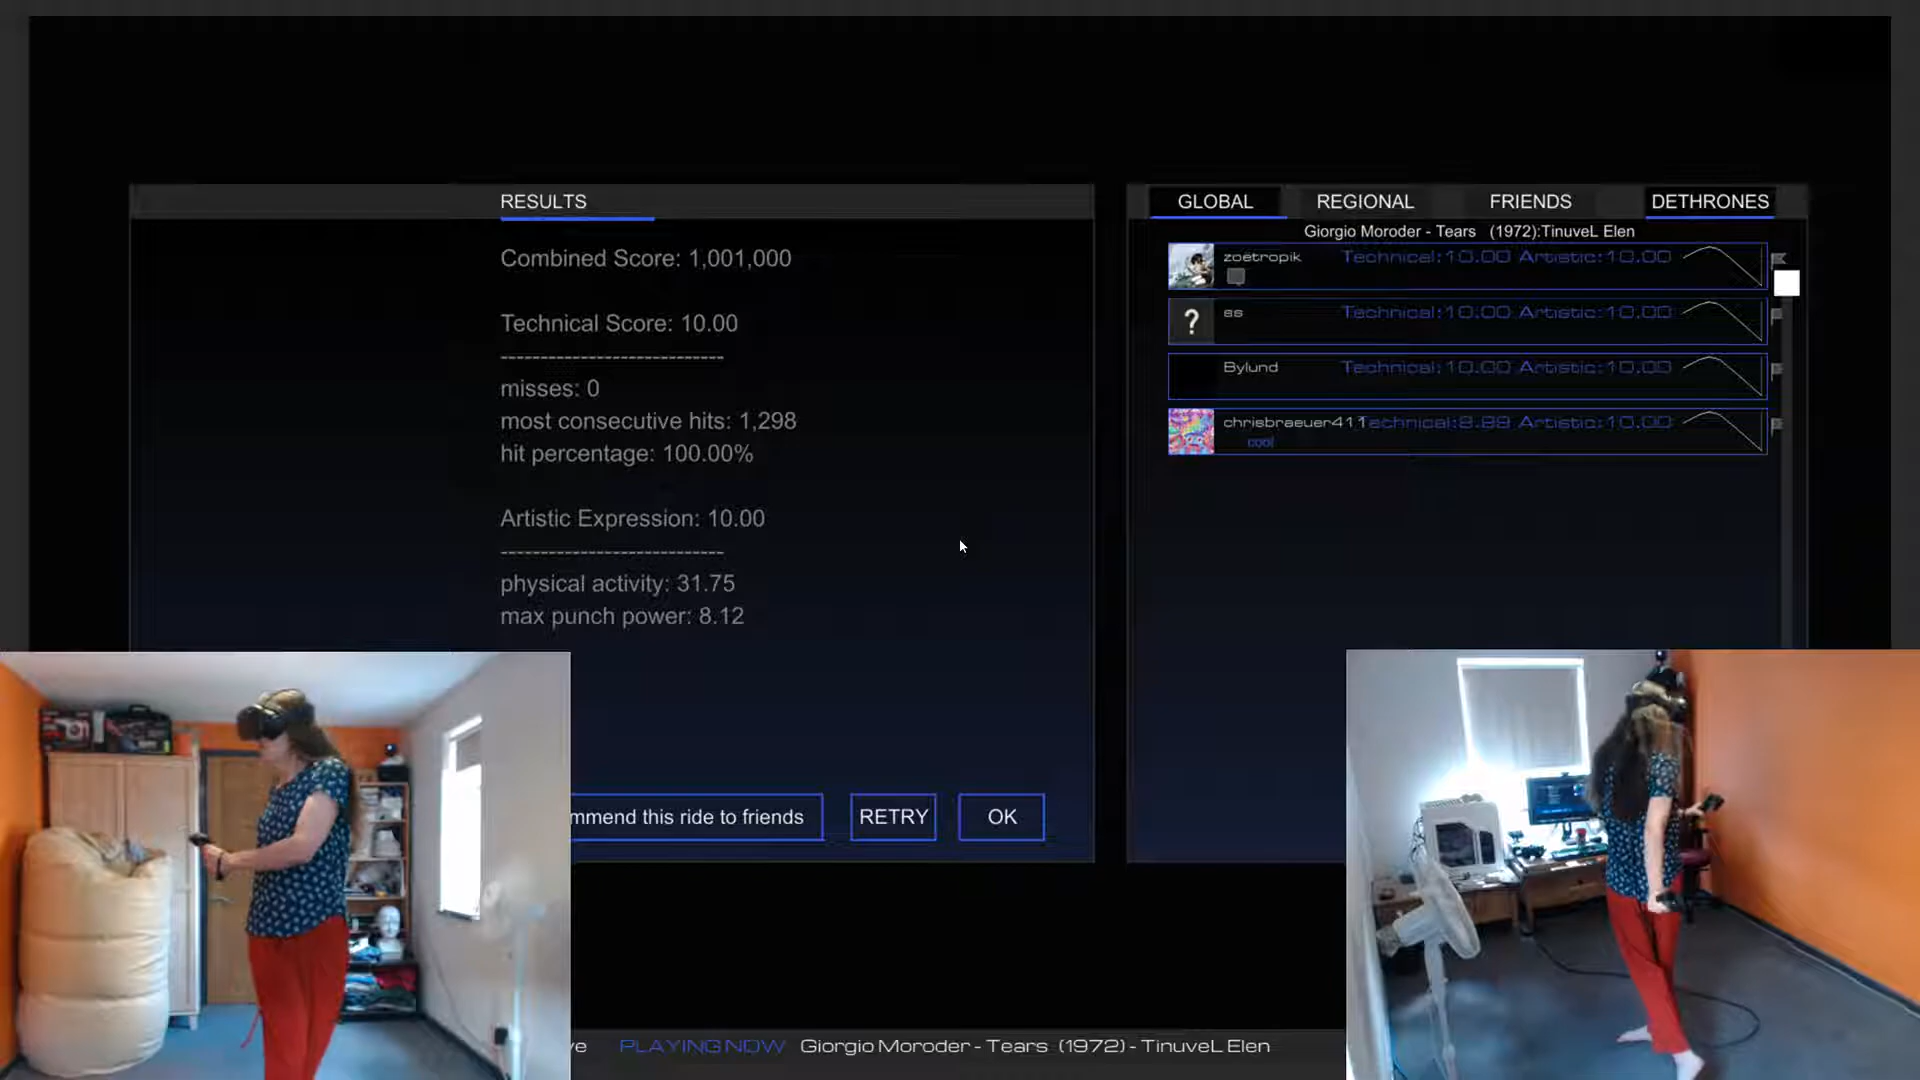 RESULTS
Combined Score: 1,001,000
Technical Score: 10.00
----------------------------
misses: 0
most consecutive hits: 1,298
hit percentage: 100.00%
Artistic Expression: 10.00
----------------------------
physical activity: 31.75
max punch power: 8.12
mmend this ride to friends
RETRY
OK
GLOBAL REGIONAL FRIENDS DETHRONES
Giorgio Moroder - Tears (1972):TinuveL Elen
zoetropik Technical:10.00 Artistic:10.00
? Technical:10.00 Artistic:10.00
Bylund Technical:10.00 Artistic:10.00
chrisbraeuer411 Technical:9.99 Artistic:10.00
cool
ve PLAYING NOW Giorgio Moroder - Tears (1972) - TinuveL Elen